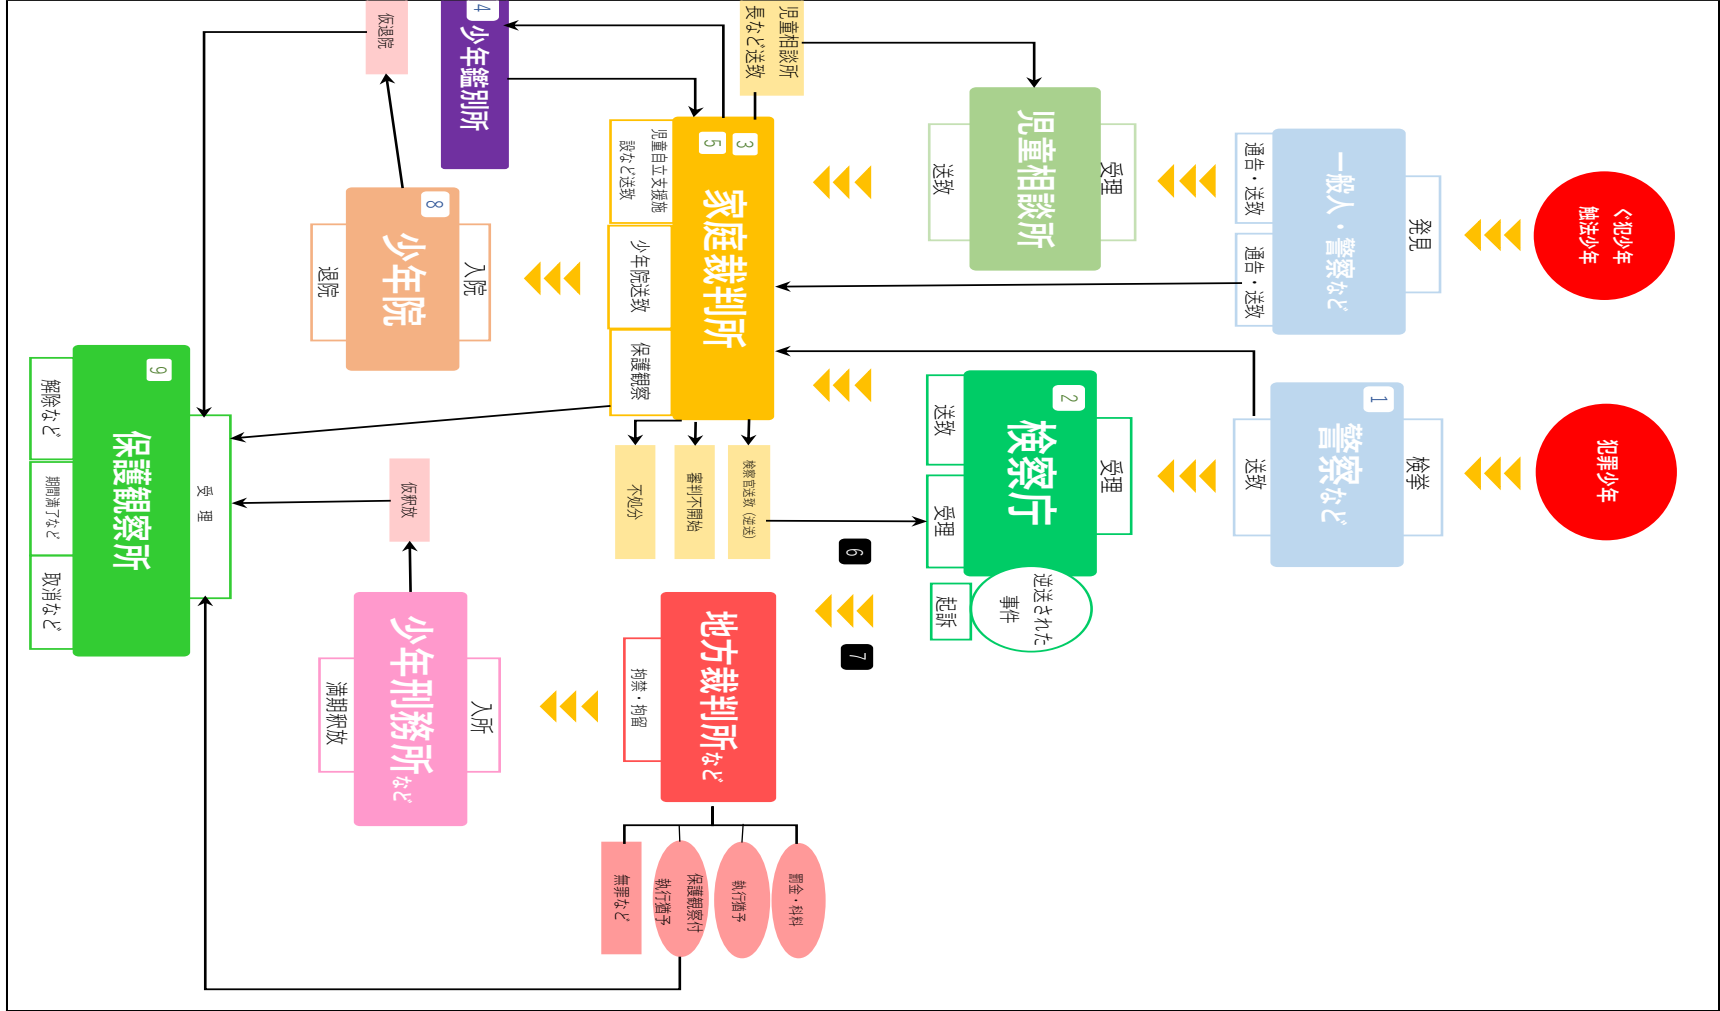 ぐ犯少年
触法少年
犯罪少年
発見
一般人・警察など
通告・送致
通告・送致
検挙
1
警察など
送致
受理
児童相談所
送致
受理
2
検察庁
送致
受理
逆送された
事件
起訴
児童相談所
長など送致
3
5
家庭裁判所
児童自立支援施
設など送致
少年院送致
保護観察
4
少年鑑別所
検察官送致(逆送)
審判不開始
不処分
6
7
地方裁判所など
拘禁・拘留
罰金・科料
執行猶予
保護観察付
執行猶予
無罪など
入院
8
少年院
退院
仮退院
入所
少年刑務所など
満期釈放
仮釈放
受理
9
保護観察所
解除など
期間満了など
取消など